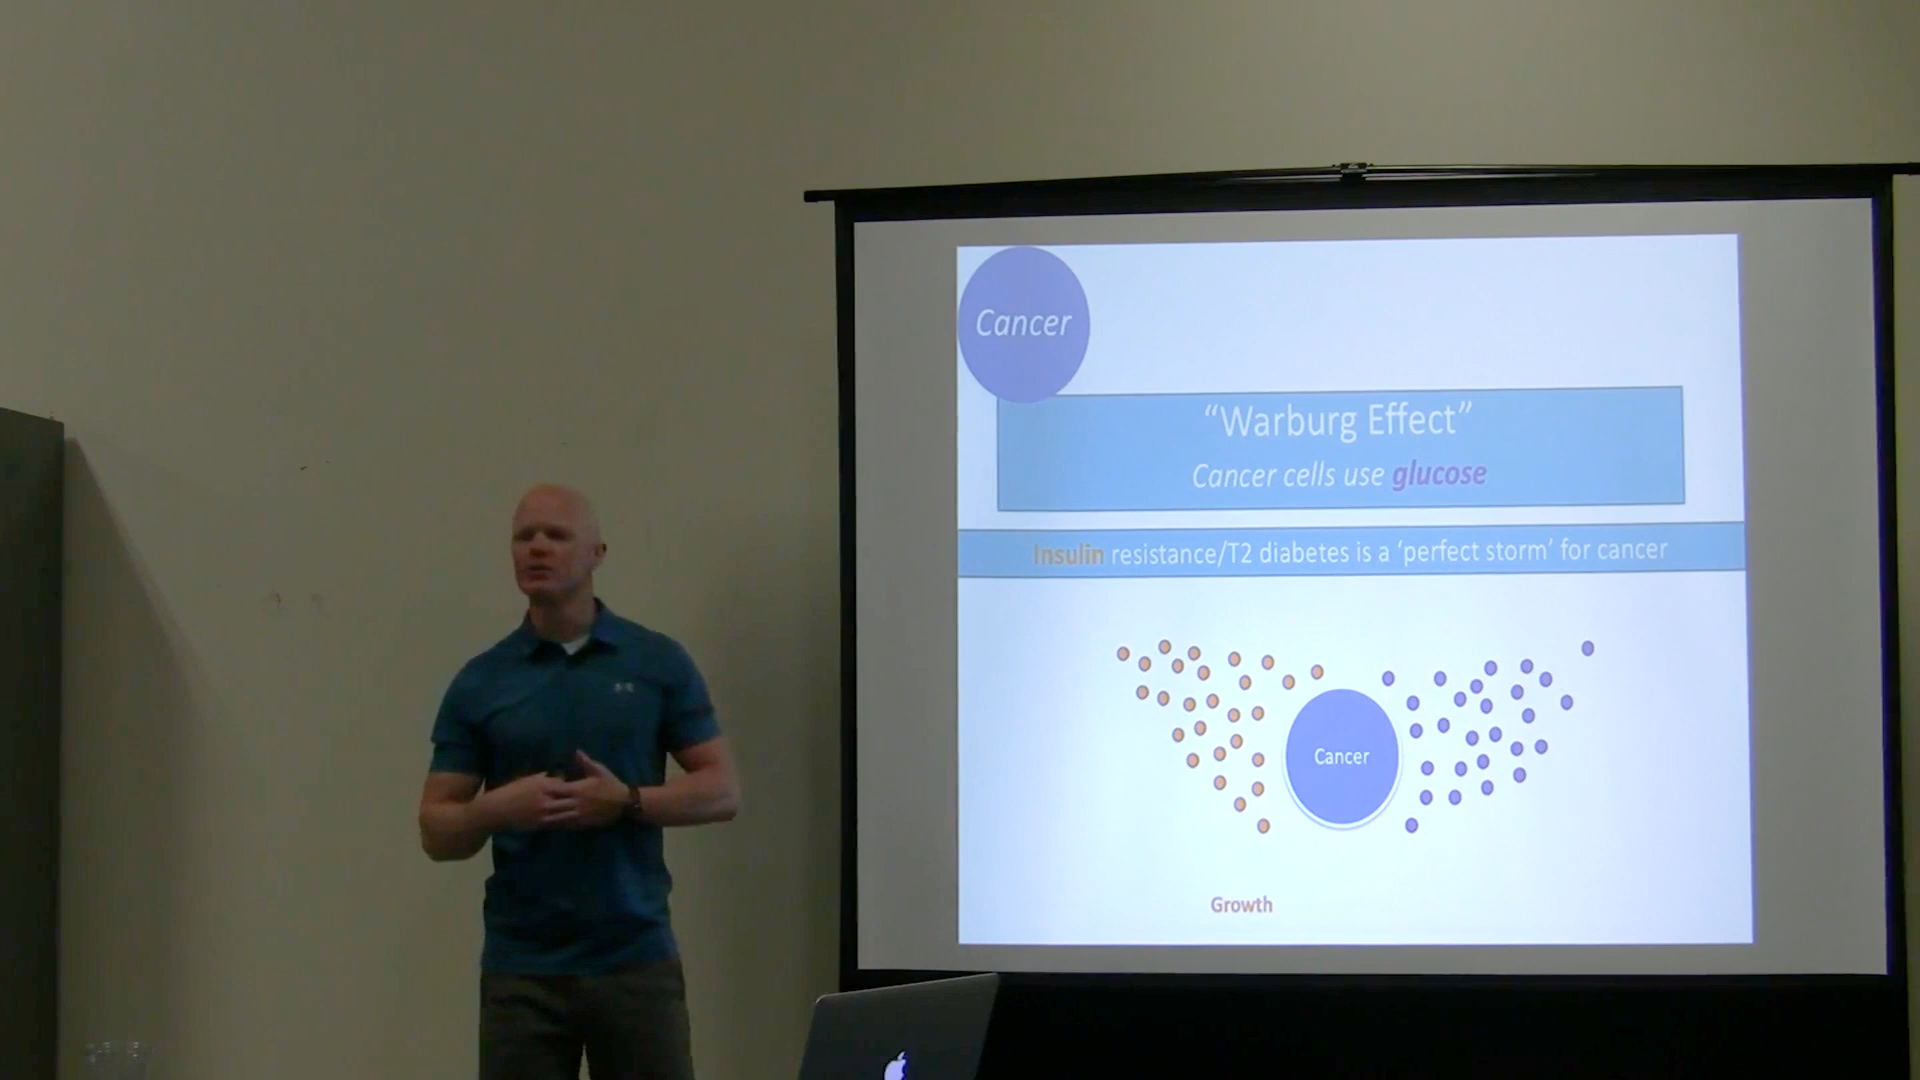 Cancer
“Warburg Effect”
Cancer cells use glucose
Insulin resistance/T2 diabetes is a ‘perfect storm’ for cancer
Cancer
Growth